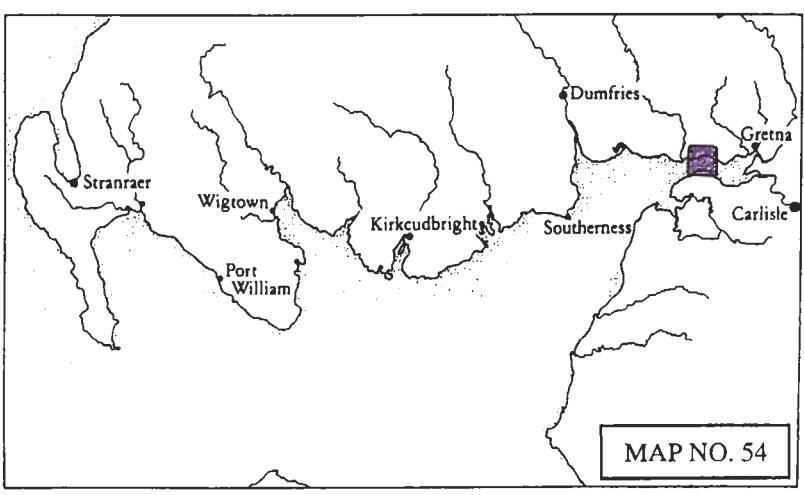 Dumfries
Gretna
Stranraer
Wigtown
Kirkcudbright
Southerness
Carlisle
Port
William
MAP NO. 54